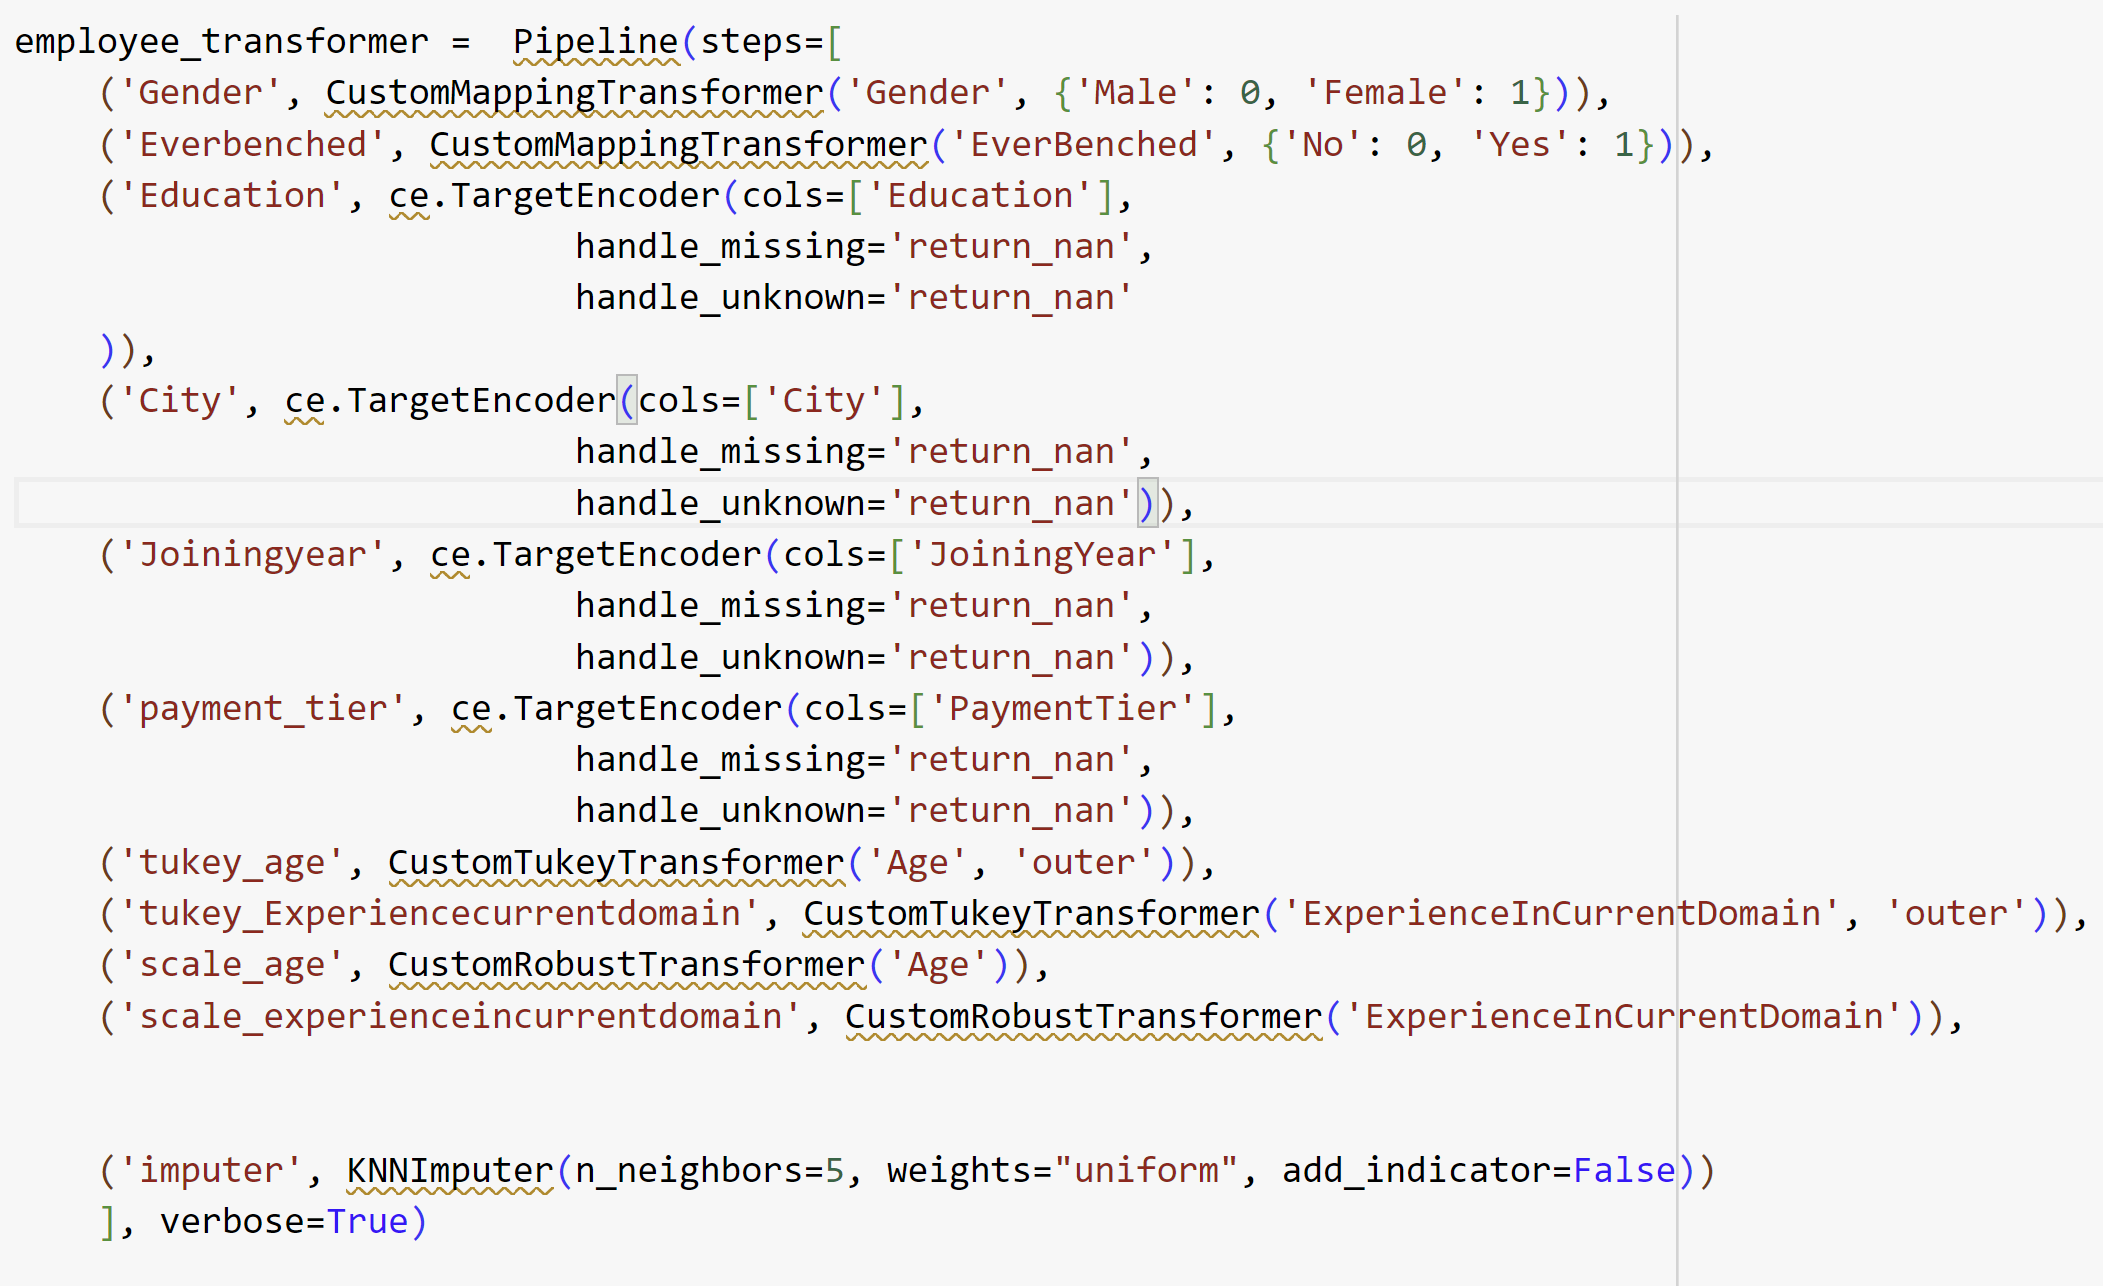 employee_transformer =  Pipeline(steps=[
    ('Gender', CustomMappingTransformer('Gender', {'Male': 0, 'Female': 1})),
    ('Everbenched', CustomMappingTransformer('EverBenched', {'No': 0, 'Yes': 1})),
    ('Education', ce.TargetEncoder(cols=['Education'],
                           handle_missing='return_nan',
                           handle_unknown='return_nan'
    )),
    ('City', ce.TargetEncoder(cols=['City'],
                           handle_missing='return_nan',
                           handle_unknown='return_nan')),
    ('Joiningyear', ce.TargetEncoder(cols=['JoiningYear'],
                           handle_missing='return_nan',
                           handle_unknown='return_nan')),
    ('payment_tier', ce.TargetEncoder(cols=['PaymentTier'],
                           handle_missing='return_nan',
                           handle_unknown='return_nan')),
    ('tukey_age', CustomTukeyTransformer('Age', 'outer')),
    ('tukey_Experiencecurrentdomain', CustomTukeyTransformer('ExperienceInCurrentDomain', 'outer')),
    ('scale_age', CustomRobustTransformer('Age')),
    ('scale_experienceincurrentdomain', CustomRobustTransformer('ExperienceInCurrentDomain')),
    ('imputer', KNNImputer(n_neighbors=5, weights="uniform", add_indicator=False))
    ], verbose=True)